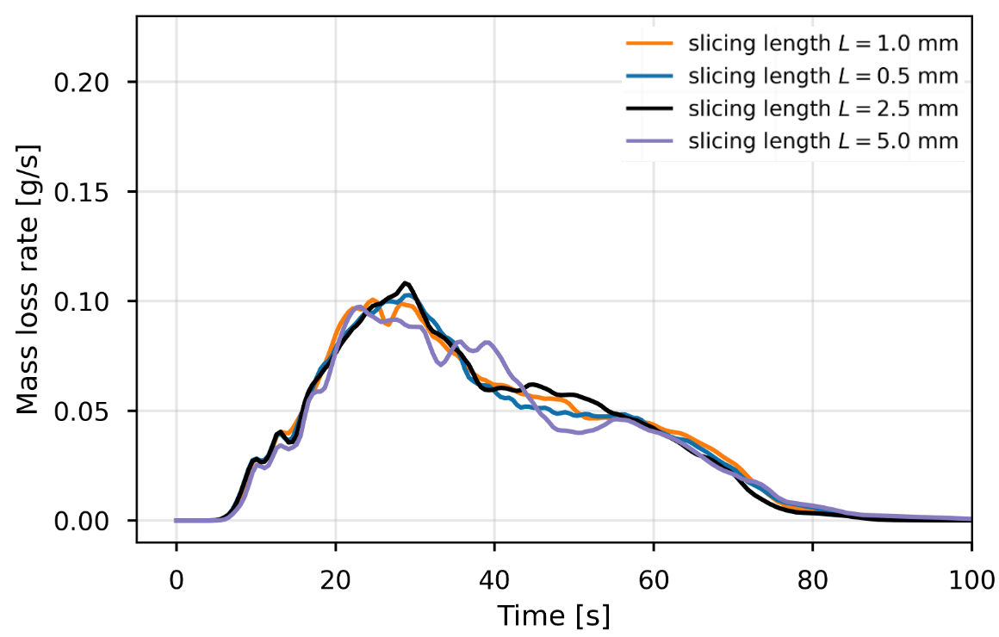 slicing length L = 1.0 mm
slicing length L = 0.5 mm
slicing length L = 2.5 mm
slicing length L = 5.0 mm
Mass loss rate [g/s]
0.20
0.15
0.10
0.05
0.00
0 20 40 60 80 100
Time [s]